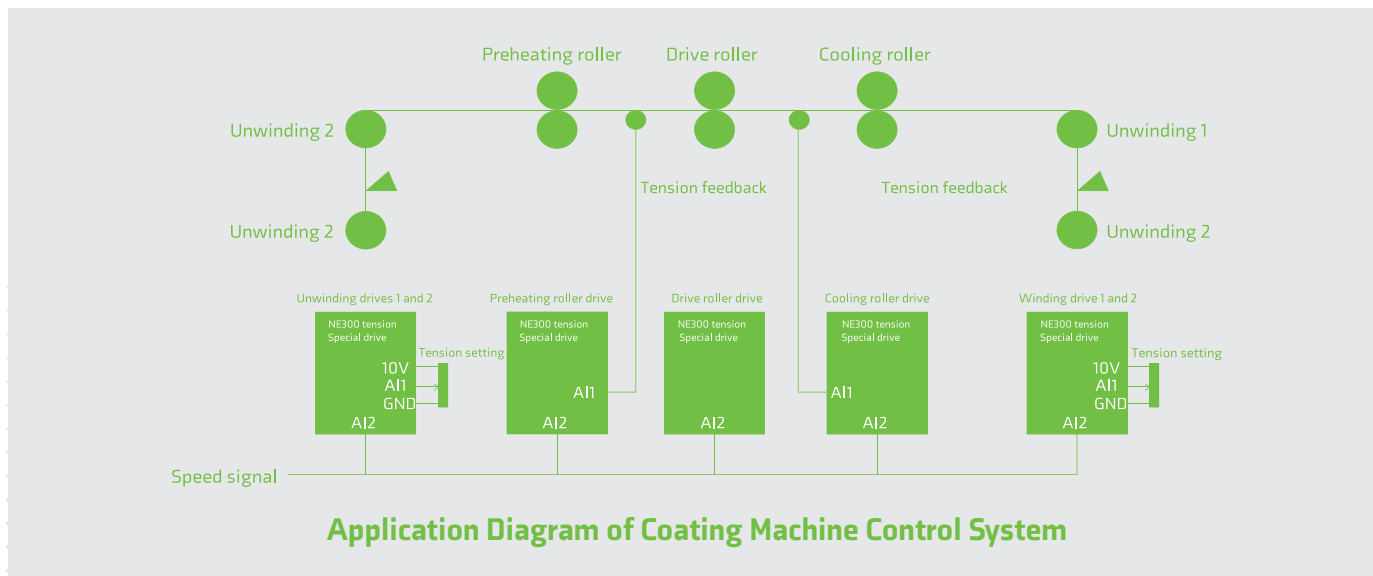 Preheating roller
Drive roller
Cooling roller
Unwinding 2
Unwinding 1
Tension feedback
Tension feedback
Unwinding 2
Unwinding 2
Unwinding drives 1 and 2
Preheating roller drive
Drive roller drive
Cooling roller drive
Winding drive 1 and 2
NE300 tension
Special drive
10V
AI1
GND
AI2
Tension setting
NE300 tension
Special drive
AI1
AI2
NE300 tension
Special drive
AI2
NE300 tension
Special drive
AI1
AI2
NE300 tension
Special drive
10V
AI1
GND
AI2
Tension setting
Speed signal
Application Diagram of Coating Machine Control System